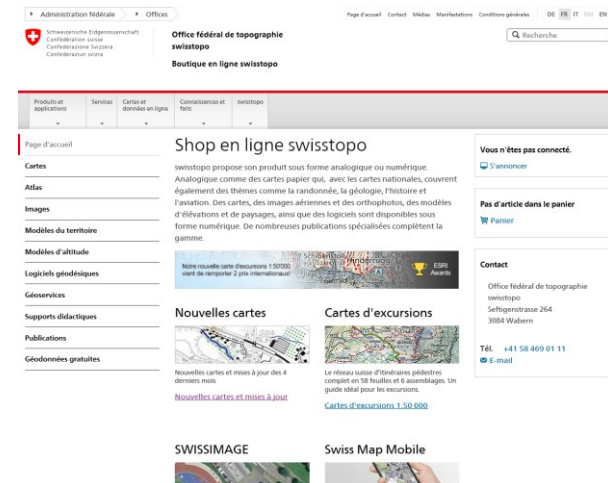 Administration fédérale
Offices
Page d'accueil Contact Médias Manifestations Conditions générales DE FR IT RM EN
Schweizerische Eidgenossenschaft
Confédération suisse
Confederazione Svizzera
Confederaziun svizra
Office fédéral de topographie
swisstopo
Boutique en ligne swisstopo
Recherche
Produits et
applications
Services
Cartes et
données en ligne
Connaissances et
faits
swisstopo
Page d'accueil
Cartes
Atlas
Images
Modèles du territoire
Modèles d'altitude
Logiciels géodésiques
Géoservices
Supports didactiques
Publications
Géodonnées gratuites
Shop en ligne swisstopo
swisstopo propose son produit sous forme analogique ou numérique.
Analogique comme des cartes papier qui, avec les cartes nationales, couvrent
également des thèmes comme la randonnée, la géologie, l'histoire et
l'aviation. Des cartes, des images aériennes et des orthophotos, des modèles
d'élévations et de paysages, ainsi que des logiciels sont disponibles sous
forme numérique. De nombreuses publications spécialisées complètent la
gamme.
Notre nouvelle carte d'excursions 1:50'000
vient de remporter 2 prix internationaux!
ESRI
Awards
Nouvelles cartes
Nouvelles cartes et mises à jour des 4
derniers mois
Nouvelles cartes et mises à jour
Cartes d'excursions
Le réseau suisse d'itinéraires pédestres
complet en 58 feuilles et 6 assemblages. Un
guide idéal pour les excursions.
Cartes d'excursions 1:50 000
SWISSIMAGE
Swiss Map Mobile
Vous n'êtes pas connecté.
S'annoncer
Pas d'article dans le panier
Panier
Contact
Office fédéral de topographie
swisstopo
Seftigenstrasse 264
3084 Wabern
Tél. +41 58 469 01 11
E-mail